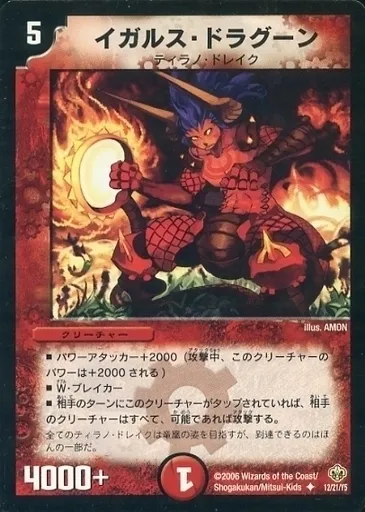 5
イガルス・ドラグーン
ティラノ・ドレイク
illus. AMON
クリーチャー
■ パワーアタッカー+2000（攻撃中、このクリーチャーの
パワーは+2000 される）
■ W・ブレイカー
■ 相手のターンにこのクリーチャーがタップされていれば、相手
のクリーチャーはすべて、可能であれば攻撃する。
全てのティラノ・ドレイクは竜鳳の姿を目指すが、到達できるのはほ
んの一部だ。
4000+
1
©2006 Wizards of the Coast/
Shogakukan/Mitsui-Kids
12/21/Y5